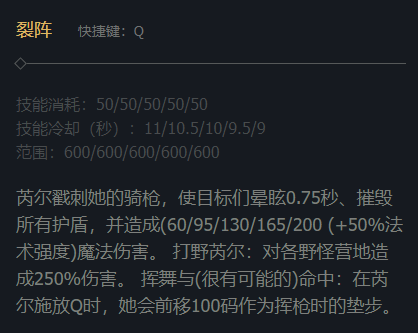 裂阵 快捷键：Q
技能消耗：50/50/50/50/50
技能冷却（秒）：11/10.5/10/9.5/9
范围：600/600/600/600/600
芮尔戳刺她的骑枪，使目标们晕眩0.75秒、摧毁
所有护盾，并造成(60/95/130/165/200 (+50%法
术强度)魔法伤害。 打野芮尔：对各野怪营地造
成250%伤害。 挥舞与(很有可能的)命中：在芮
尔施放Q时，她会前移100码作为挥枪时的垫步。